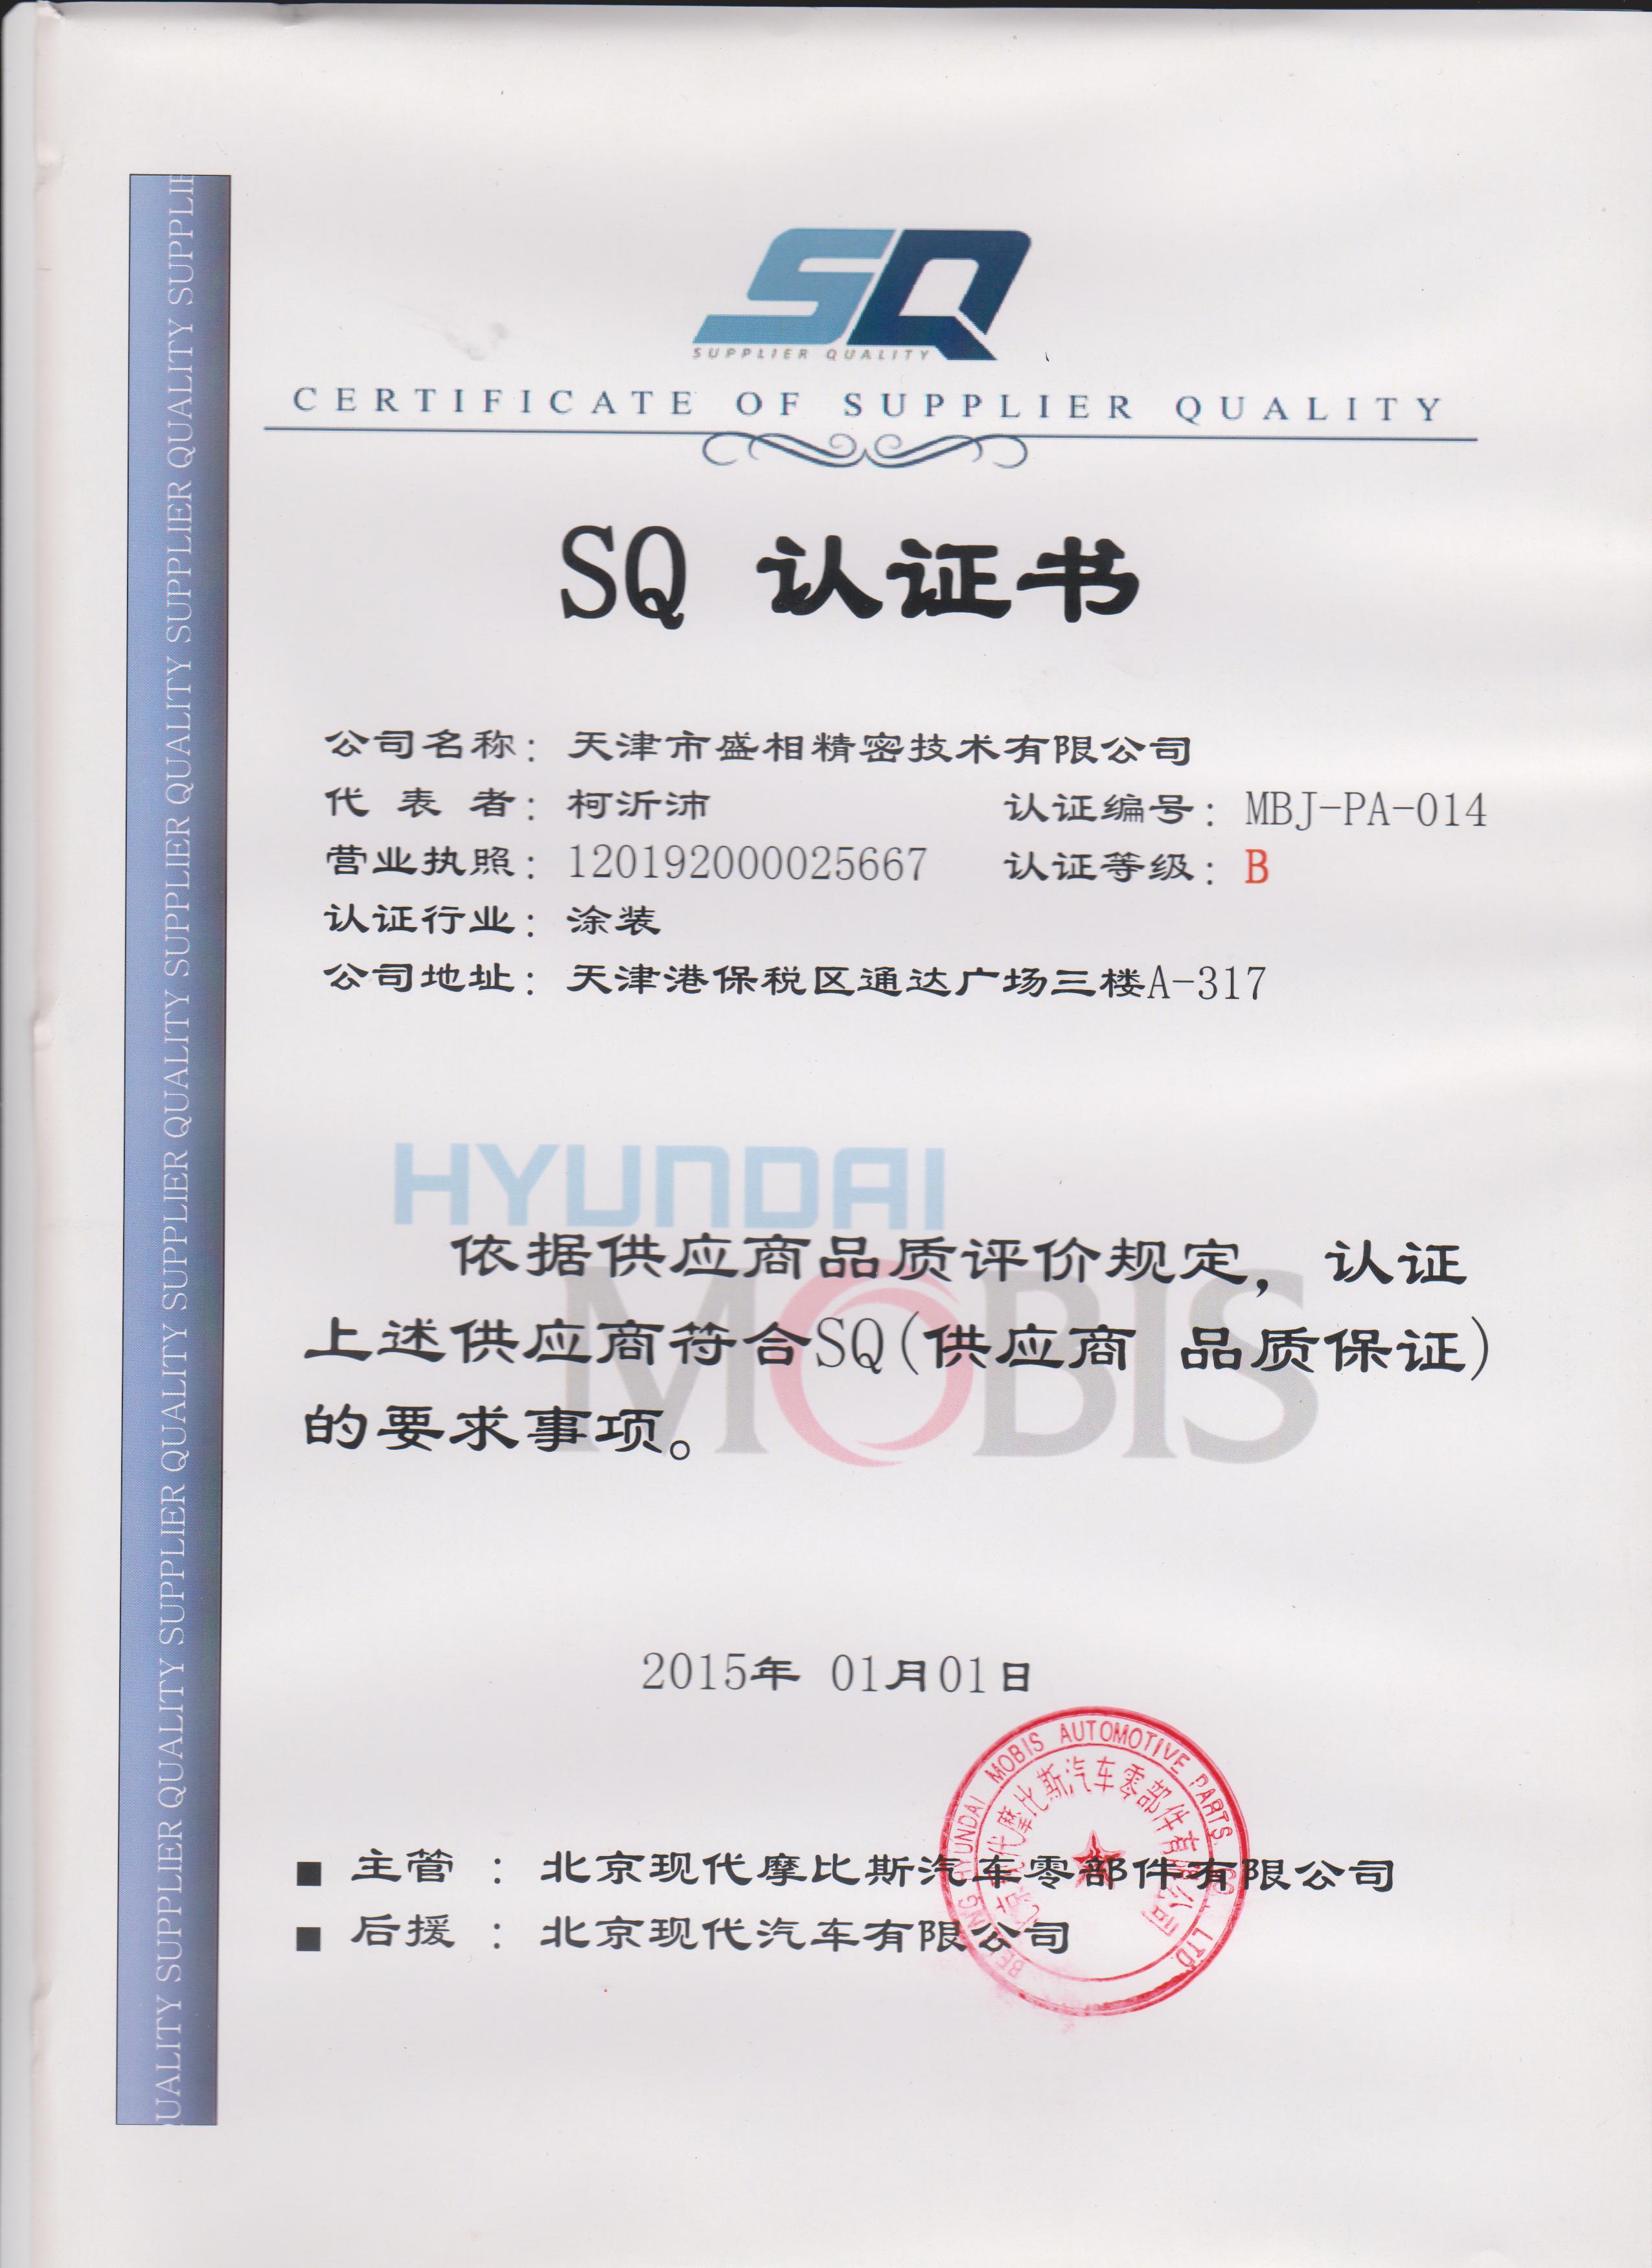 SQ
SUPPLIER QUALITY
CERTIFICATE OF SUPPLIER QUALITY
SQ 认证书
公司名称：天津市盛相精密技术有限公司
代 表 者：柯沂沛 认证编号：MBJ-PA-014
营业执照：120192000025667 认证等级：B
认证行业：涂装
公司地址：天津港保税区通达广场三楼A-317
HYUNDAI
MOBIS
依据供应商品质评价规定，认证
上述供应商符合SQ(供应商 品质保证)
的要求事项。
2015年 01月01日
■ 主管 ：北京现代摩比斯汽车零部件有限公司
■ 后援 ：北京现代汽车有限公司
BEIJING HYUNDAI MOBIS AUTOMOTIVE PARTS CO., LTD
北京现代摩比斯汽车零部件有限公司
QUALITY SUPPLIER QUALITY SUPPLIER QUALITY SUPPLIER QUALITY SUPPLIER QUALITY SUPPLIER QUALITY SUPPLIER QUALITY SUPPLIE